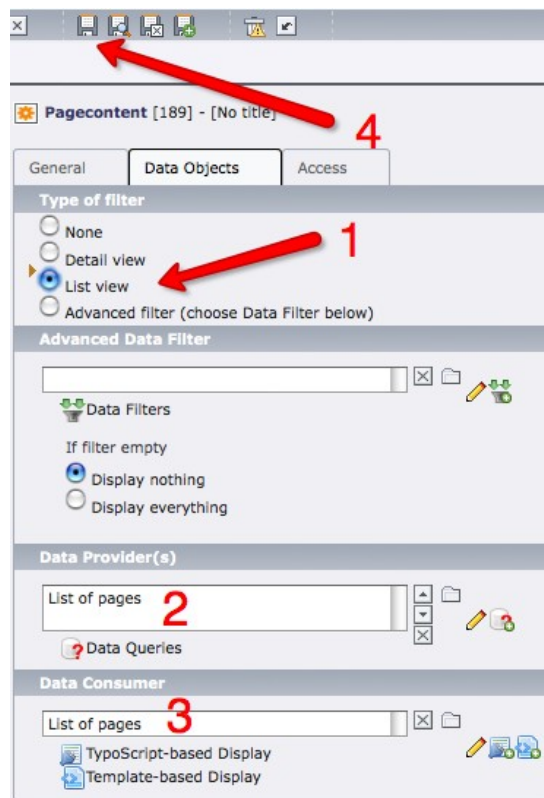 4
Pagecontent [189] - [No title]
General Data Objects Access
Type of filter
None
1
Detail view
List view
Advanced filter (choose Data Filter below)
Advanced Data Filter
Data Filters
If filter empty
Display nothing
Display everything
Data Provider(s)
List of pages 2
Data Queries
Data Consumer
List of pages 3
TypoScript-based Display
Template-based Display